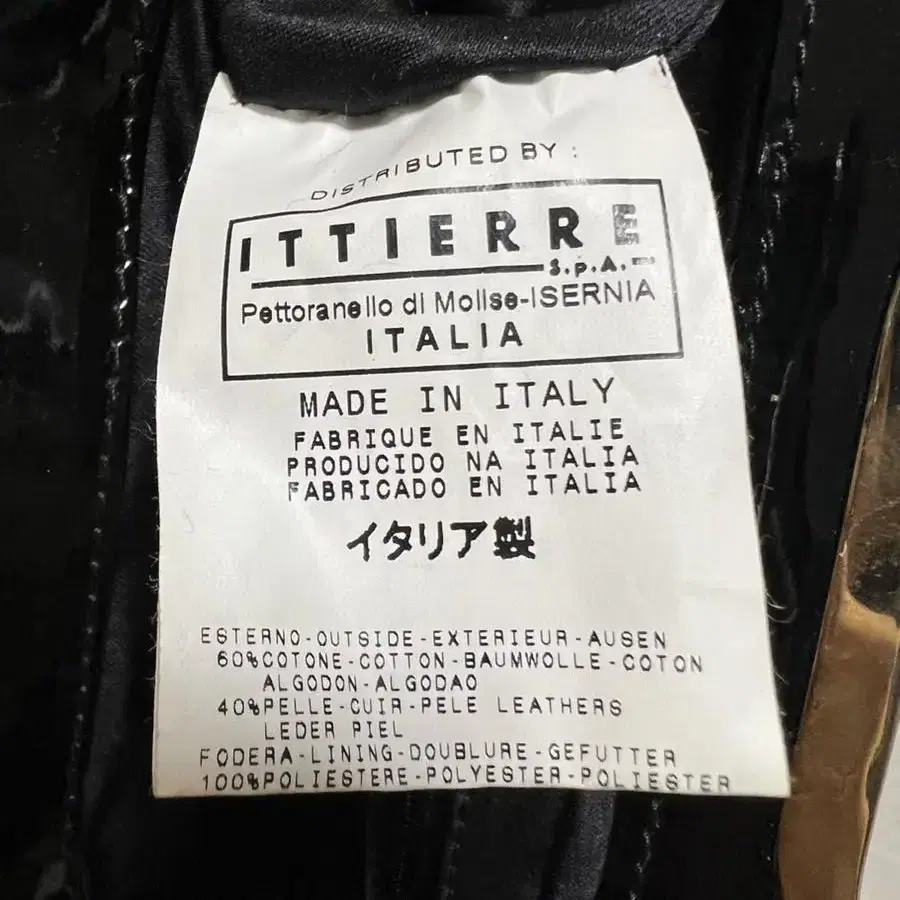 DISTRIBUTED BY :
ITTIERRE
S.p.A.
Pettoranello di Molise-ISERNIA
ITALIA
MADE IN ITALY
FABRIQUE EN ITALIE
PRODUCIDO NA ITALIA
FABRICADO EN ITALIA
イタリア製
ESTERNO-OUTSIDE-EXTERIEUR-AUSEN
60%COTONE-COTTON-BAUMWOLLE-COTON
ALGODON-ALGODAO
40%PELLE-CUIR-PELE LEATHERS
LEDER PIEL
FODERA-LINING-DOUBLURE-GEFUTTER
100%POLIESTERE-POLYESTER-POLIESTER